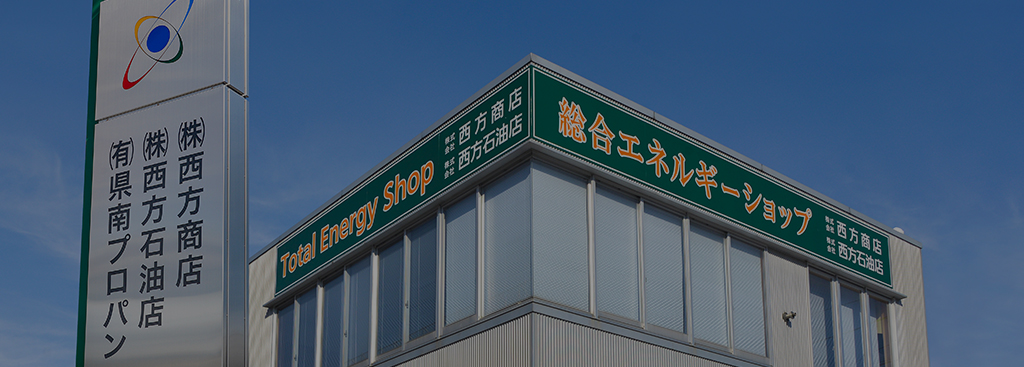 ㈱西方商店
㈱西方石油店
㈲県南プロパン
Total Energy Shop
株式会社 西方商店
株式会社 西方石油店
総合エネルギーショップ
株式会社 西方商店
株式会社 西方石油店